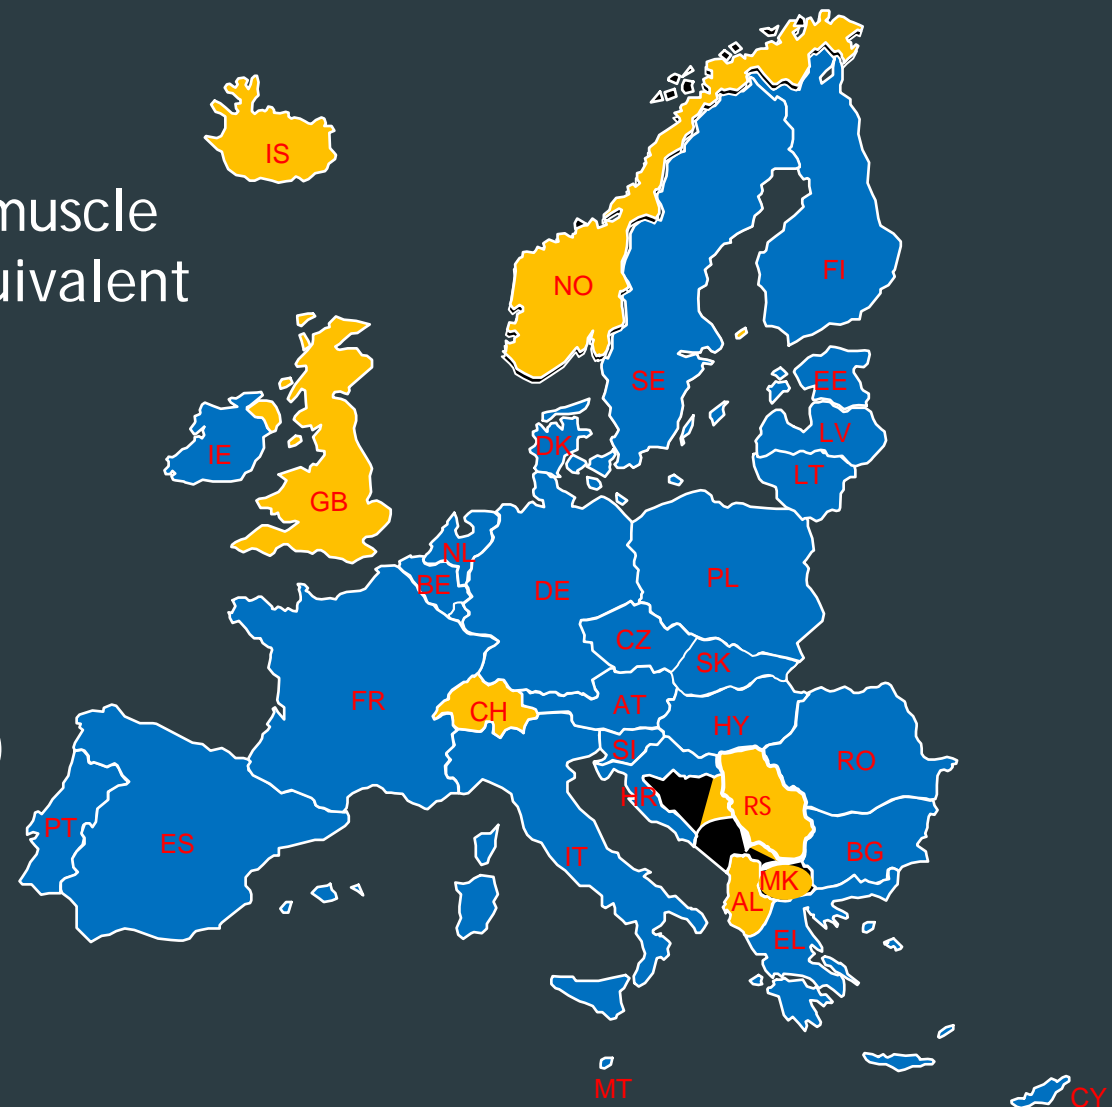 IS
muscle
uivalent
NO
FI
SE
EE
IE
DK
LV
LT
GB
NL
BE
DE
PL
CZ
SK
FR
CH
AT
HY
SI
RO
)
HR
RS
PT
ES
IT
BG
MK
AL
EL
MT
CY